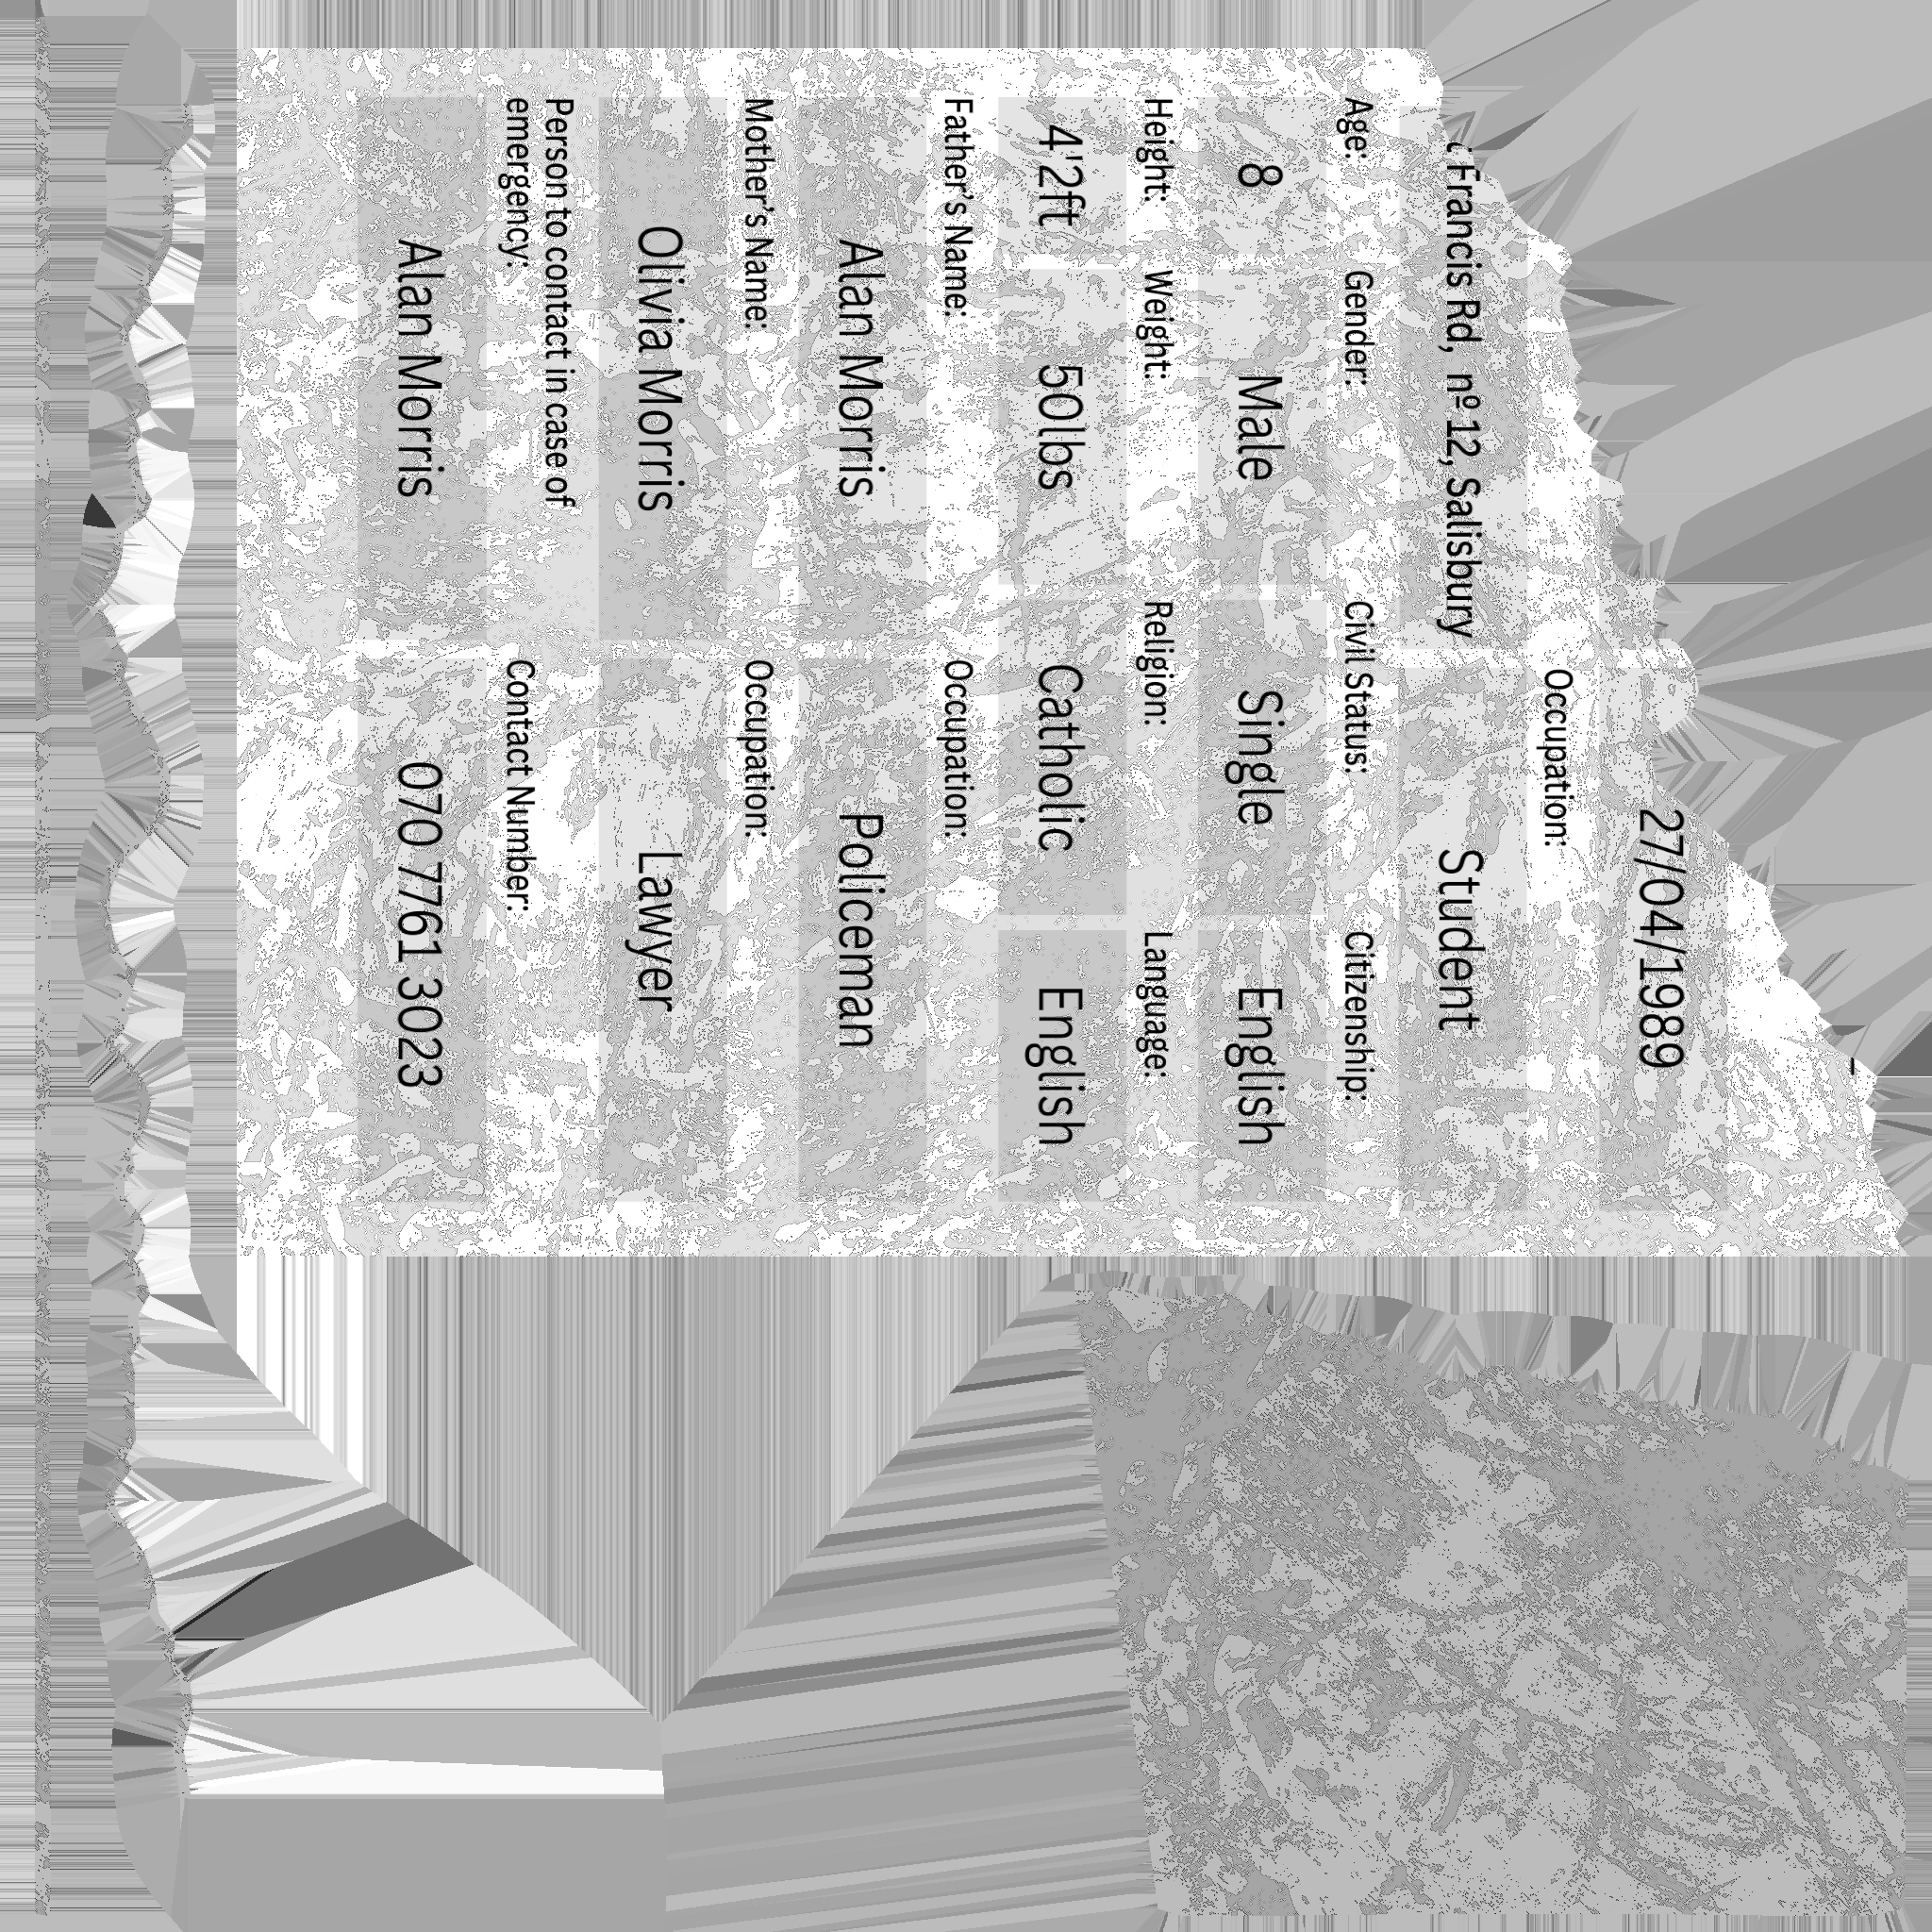 27/04/1989
Occupation:
Francis Rd, nº 12, Salisbury Student
Age: Gender: Civil Status: Citizenship:
8 Male Single English
Height: Weight: Religion: Language:
4'2ft 50lbs Catholic English
Father's Name: Occupation:
Alan Morris Policeman
Mother's Name: Occupation:
Olivia Morris Lawyer
Person to contact in case of
emergency: Contact Number:
Alan Morris 070 7761 3023